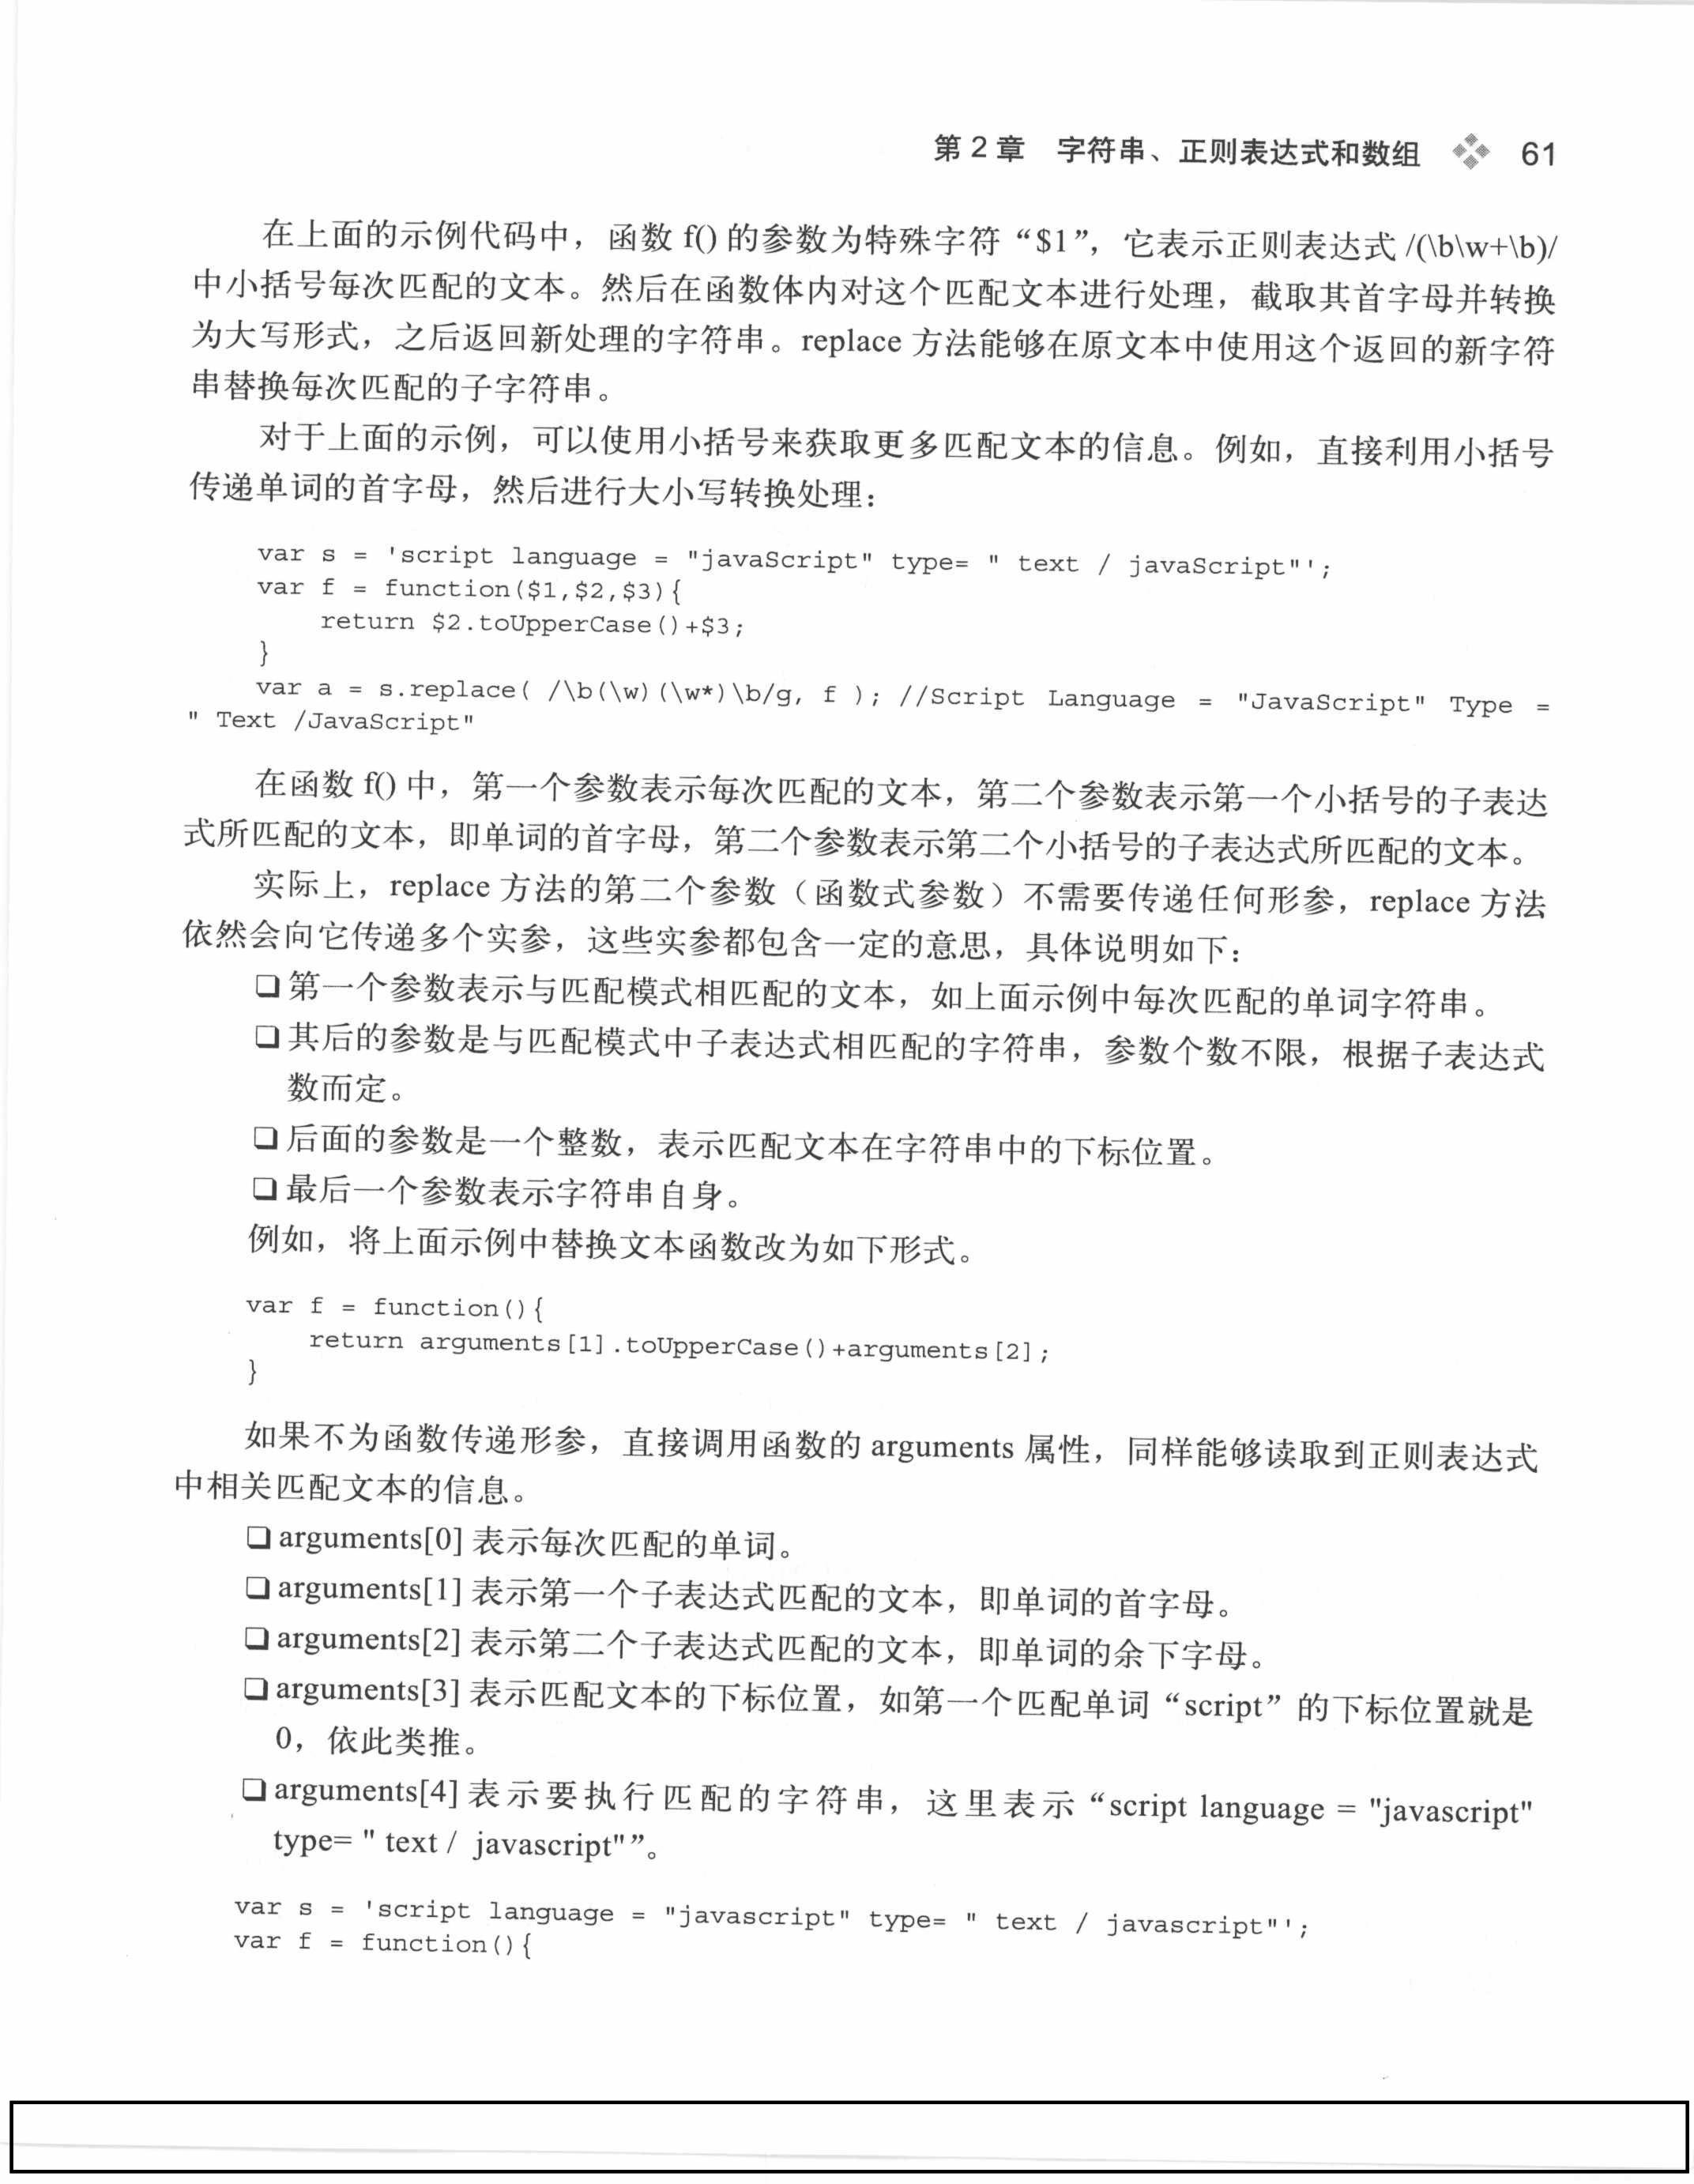 第 2 章 字符串、正则表达式和数组 61
在上面的示例代码中，函数 f() 的参数为特殊字符“$1”，它表示正则表达式 /(\b\w+\b)/
中小括号每次匹配的文本。然后在函数体内对这个匹配文本进行处理，截取其首字母并转换
为大写形式，之后返回新处理的字符串。replace 方法能够在原文本中使用这个返回的新字符
串替换每次匹配的子字符串。
对于上面的示例，可以使用小括号来获取更多匹配文本的信息。例如，直接利用小括号
传递单词的首字母，然后进行大小写转换处理：
var s = 'script language = "javaScript" type= " text / javaScript"';
var f = function($1,$2,$3){
return $2.toUpperCase()+$3;
}
var a = s.replace( /\b(\w)(\w*)\b/g, f ); //Script Language = "JavaScript" Type =
" Text /JavaScript"
在函数 f() 中，第一个参数表示每次匹配的文本，第二个参数表示第一个小括号的子表达
式所匹配的文本，即单词的首字母，第二个参数表示第二个小括号的子表达式所匹配的文本。
实际上，replace 方法的第二个参数（函数式参数）不需要传递任何形参，replace 方法
依然会向它传递多个实参，这些实参都包含一定的意思，具体说明如下：
❑ 第一个参数表示与匹配模式相匹配的文本，如上面示例中每次匹配的单词字符串。
❑ 其后的参数是与匹配模式中子表达式相匹配的字符串，参数个数不限，根据子表达式
数而定。
❑ 后面的参数是一个整数，表示匹配文本在字符串中的下标位置。
❑ 最后一个参数表示字符串自身。
例如，将上面示例中替换文本函数改为如下形式。
var f = function(){
return arguments[1].toUpperCase()+arguments[2];
}
如果不为函数传递形参，直接调用函数的 arguments 属性，同样能够读取到正则表达式
中相关匹配文本的信息。
❑ arguments[0] 表示每次匹配的单词。
❑ arguments[1] 表示第一个子表达式匹配的文本，即单词的首字母。
❑ arguments[2] 表示第二个子表达式匹配的文本，即单词的余下字母。
❑ arguments[3] 表示匹配文本的下标位置，如第一个匹配单词“script”的下标位置就是
0，依此类推。
❑ arguments[4] 表示要执行匹配的字符串，这里表示“script language = "javascript"
type= " text / javascript"”。
var s = 'script language = "javascript" type= " text / javascript"';
var f = function(){